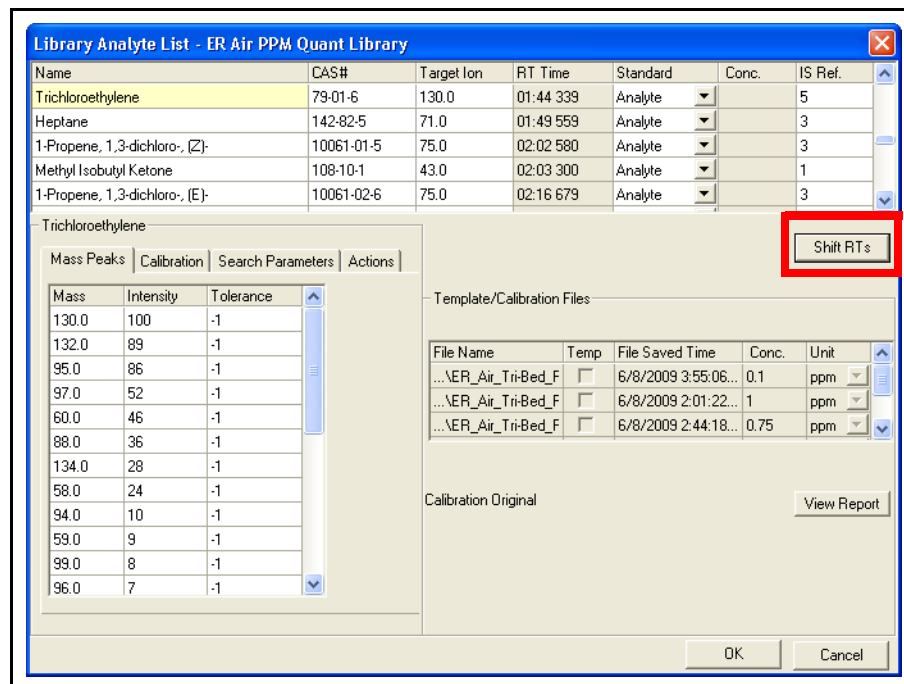 Library Analyte List - ER Air PPM Quant Library
Name CAS# Target Ion RT Time Standard Conc. IS Ref.
Trichloroethylene 79-01-6 130.0 01:44 339 Analyte 5
Heptane 142-82-5 71.0 01:49 559 Analyte 3
1-Propene, 1,3-dichloro-, (Z)- 10061-01-5 75.0 02:02 580 Analyte 3
Methyl Isobutyl Ketone 108-10-1 43.0 02:03 300 Analyte 1
1-Propene, 1,3-dichloro-, (E)- 10061-02-6 75.0 02:16 679 Analyte 3
Trichloroethylene
Shift RTs
Mass Peaks Calibration Search Parameters Actions
Mass Intensity Tolerance
130.0 100 -1
132.0 89 -1
95.0 86 -1
97.0 52 -1
60.0 46 -1
88.0 36 -1
134.0 28 -1
58.0 24 -1
94.0 10 -1
59.0 9 -1
99.0 8 -1
96.0 7 -1
Template/Calibration Files
File Name Temp File Saved Time Conc. Unit
...\ER_Air_Tri-Bed_F 6/8/2009 3:55:06... 0.1 ppm
...\ER_Air_Tri-Bed_F 6/8/2009 2:01:22... 1 ppm
...\ER_Air_Tri-Bed_F 6/8/2009 2:44:18... 0.75 ppm
Calibration Original
View Report
OK Cancel